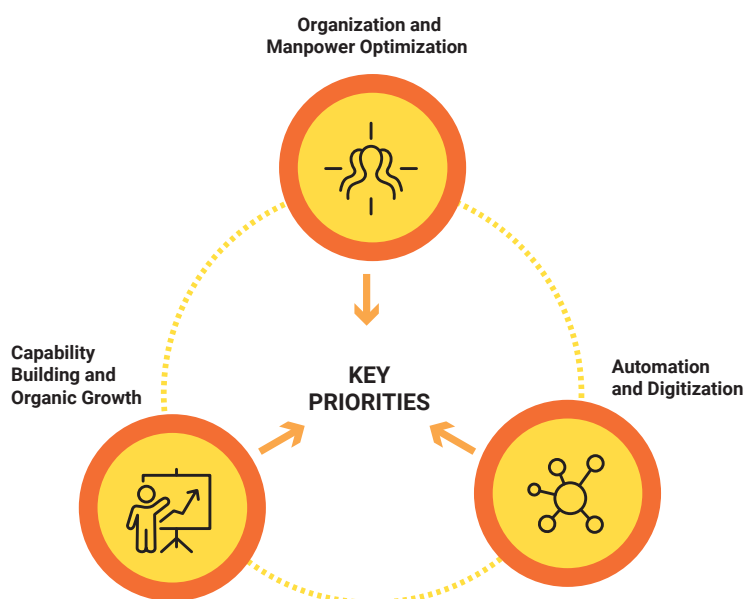 Organization and
Manpower Optimization
Capability
Building and
Organic Growth
KEY
PRIORITIES
Automation
and Digitization